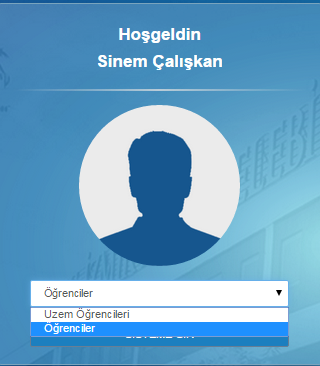 Hoşgeldin
Sinem Çalışkan
Öğrenciler
Uzem Öğrencileri
Öğrenciler